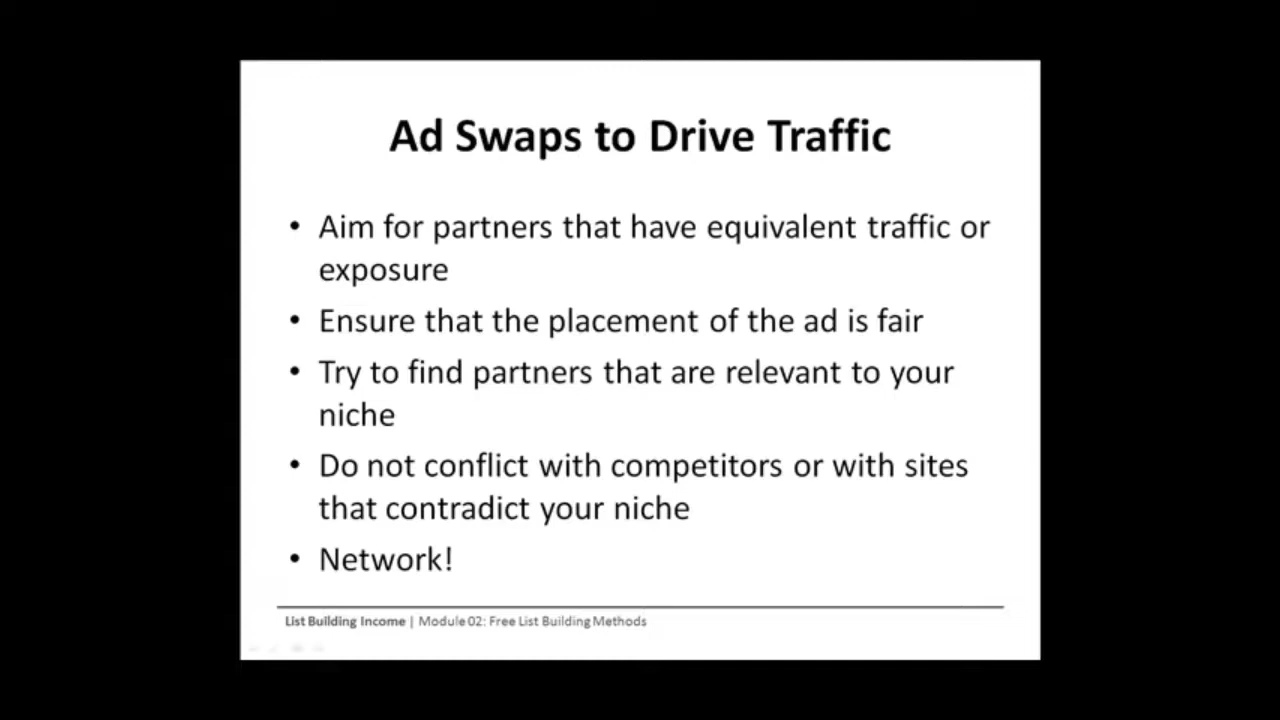 Ad Swaps to Drive Traffic
• Aim for partners that have equivalent traffic or
exposure
• Ensure that the placement of the ad is fair
• Try to find partners that are relevant to your
niche
• Do not conflict with competitors or with sites
that contradict your niche
• Network!
List Building Income | Module 02: Free List Building Methods